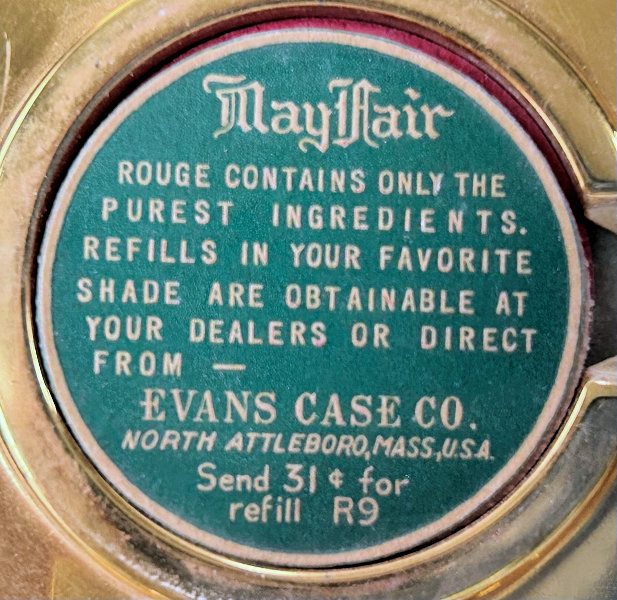 MayFair
ROUGE CONTAINS ONLY THE
PUREST INGREDIENTS.
REFILLS IN YOUR FAVORITE
SHADE ARE OBTAINABLE AT
YOUR DEALERS OR DIRECT
FROM —
EVANS CASE CO.
NORTH ATTLEBORO, MASS., U.S.A.
Send 31¢ for
refill R9